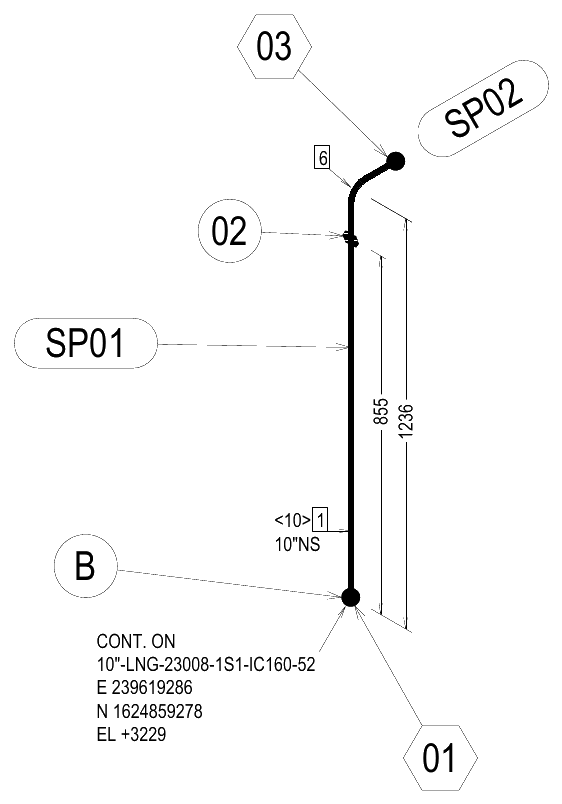 03
SP02
6
02
SP01
855
1236
<10> 1
10"NS
B
CONT. ON
10"-LNG-23008-1S1-IC160-52
E 239619286
N 1624859278
EL +3229
01